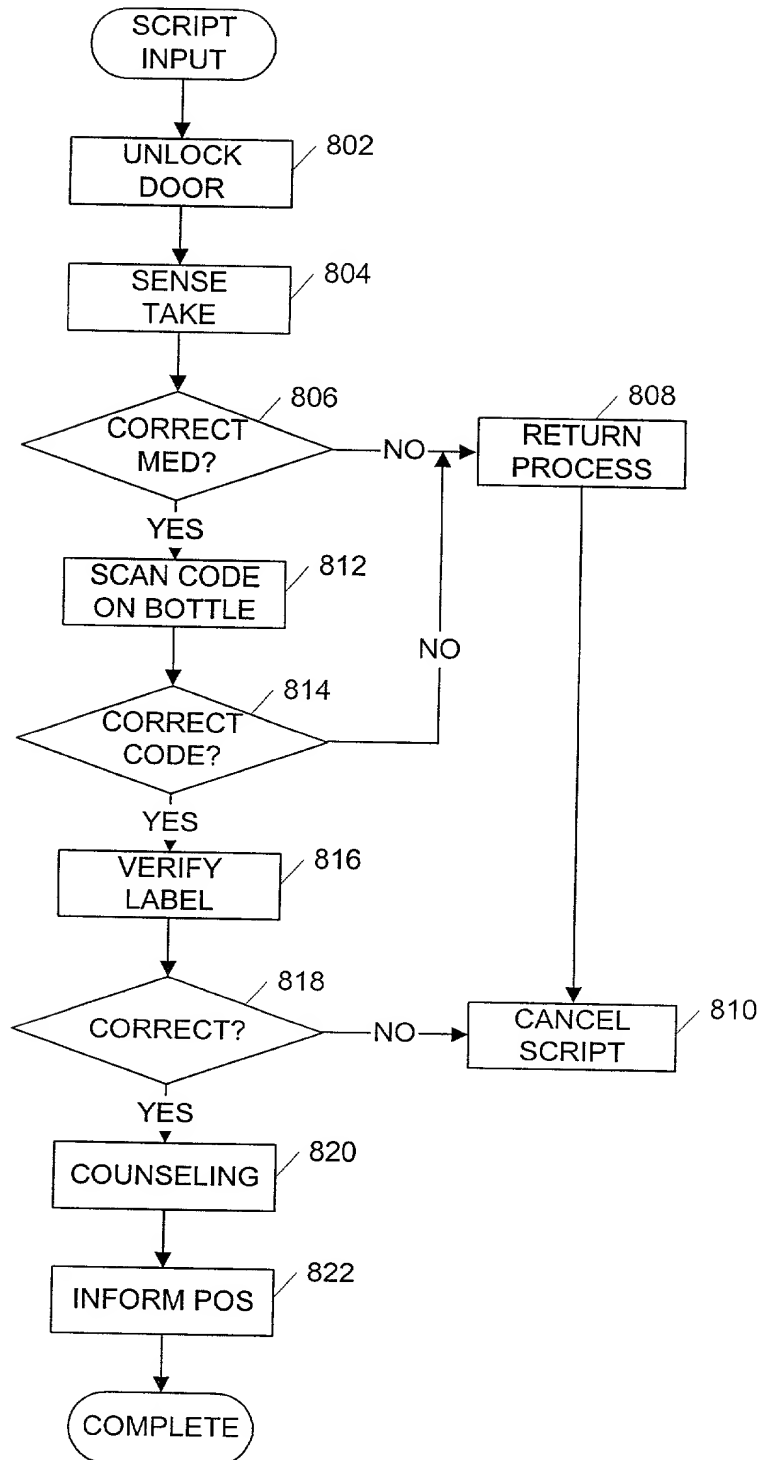 SCRIPT
INPUT
802
UNLOCK
DOOR
804
SENSE
TAKE
806
CORRECT
MED?
NO
808
RETURN
PROCESS
YES
812
SCAN CODE
ON BOTTLE
NO
814
CORRECT
CODE?
YES
816
VERIFY
LABEL
818
CORRECT?
NO
810
CANCEL
SCRIPT
YES
820
COUNSELING
822
INFORM POS
COMPLETE